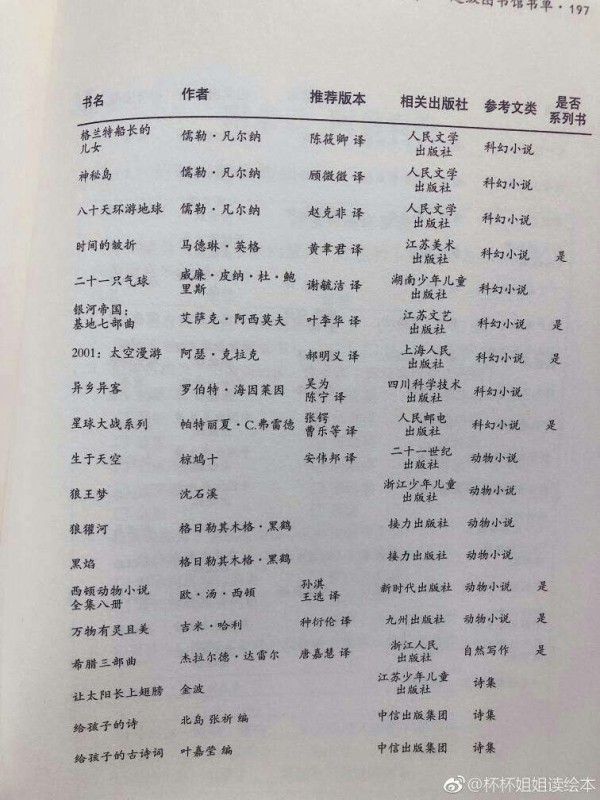 超级图书馆书单·197
书名 作者 推荐版本 相关出版社 参考文类 是否系列书
格兰特船长的儿女 儒勒·凡尔纳 陈筱卿 译 人民文学出版社 科幻小说
神秘岛 儒勒·凡尔纳 顾微微 译 人民文学出版社 科幻小说
八十天环游地球 儒勒·凡尔纳 赵克非 译 人民文学出版社 科幻小说
时间的皱折 马德琳·英格 黄聿君 译 江苏美术出版社 科幻小说 是
二十一只气球 威廉·皮纳·杜·鲍里斯 谢毓洁 译 湖南少年儿童出版社 科幻小说
银河帝国：基地七部曲 艾萨克·阿西莫夫 叶李华 译 江苏文艺出版社 科幻小说 是
2001：太空漫游 阿瑟·克拉克 郝明义 译 上海人民出版社 科幻小说 是
异乡异客 罗伯特·海因莱因 吴为 陈宁 译 四川科学技术出版社 科幻小说
星球大战系列 帕特丽夏·C.弗雷德 张锷 曹乐等 译 人民邮电出版社 科幻小说 是
生于天空 椋鸠十 安伟邦 译 二十一世纪出版社 动物小说
狼王梦 沈石溪 浙江少年儿童出版社 动物小说
狼獾河 格日勒其木格·黑鹤 接力出版社 动物小说
黑焰 格日勒其木格·黑鹤 接力出版社 动物小说
西顿动物小说全集八册 欧·汤·西顿 孙淇 王选 译 新时代出版社 动物小说 是
万物有灵且美 吉米·哈利 种衍伦 译 九州出版社 动物小说 是
希腊三部曲 杰拉尔德·达雷尔 唐嘉慧 译 浙江人民出版社 自然写作 是
让太阳长上翅膀 金波 江苏少年儿童出版社 诗集
给孩子的诗 北岛 张祈 编 中信出版集团 诗集
给孩子的古诗词 叶嘉莹 编 中信出版集团 诗集
@杯杯姐姐读绘本